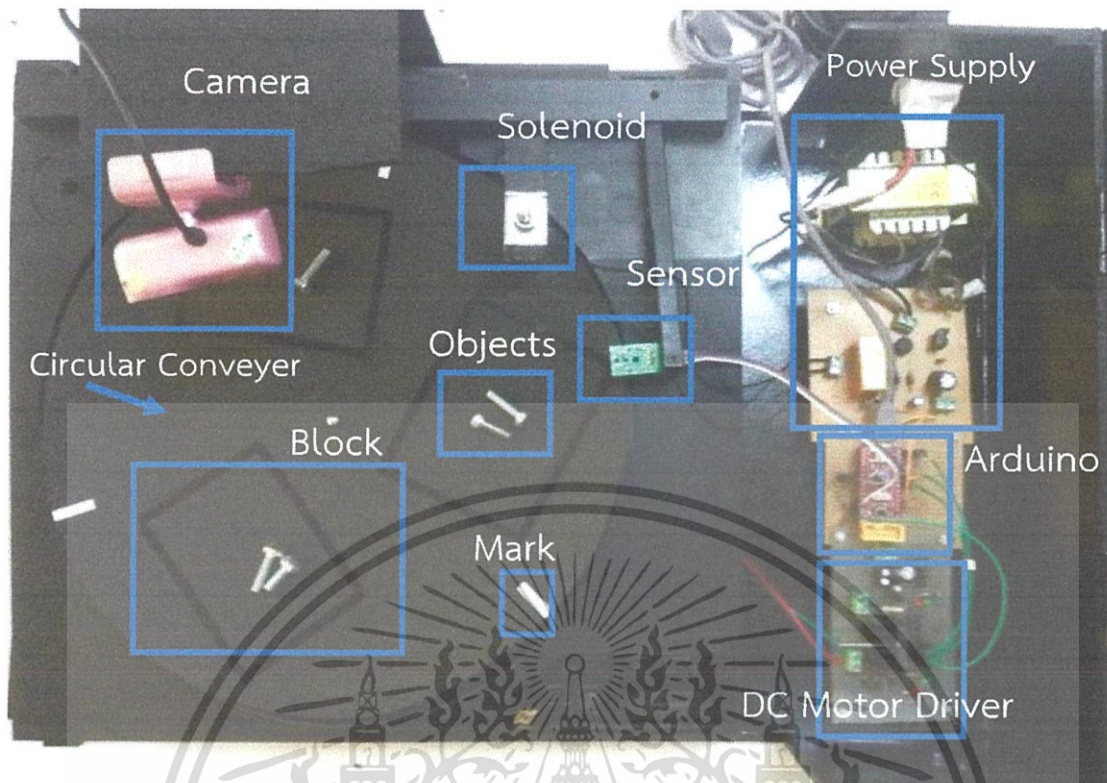 Camera
Power Supply
Solenoid
Sensor
Circular Conveyer
Objects
Block
Arduino
Mark
DC Motor Driver